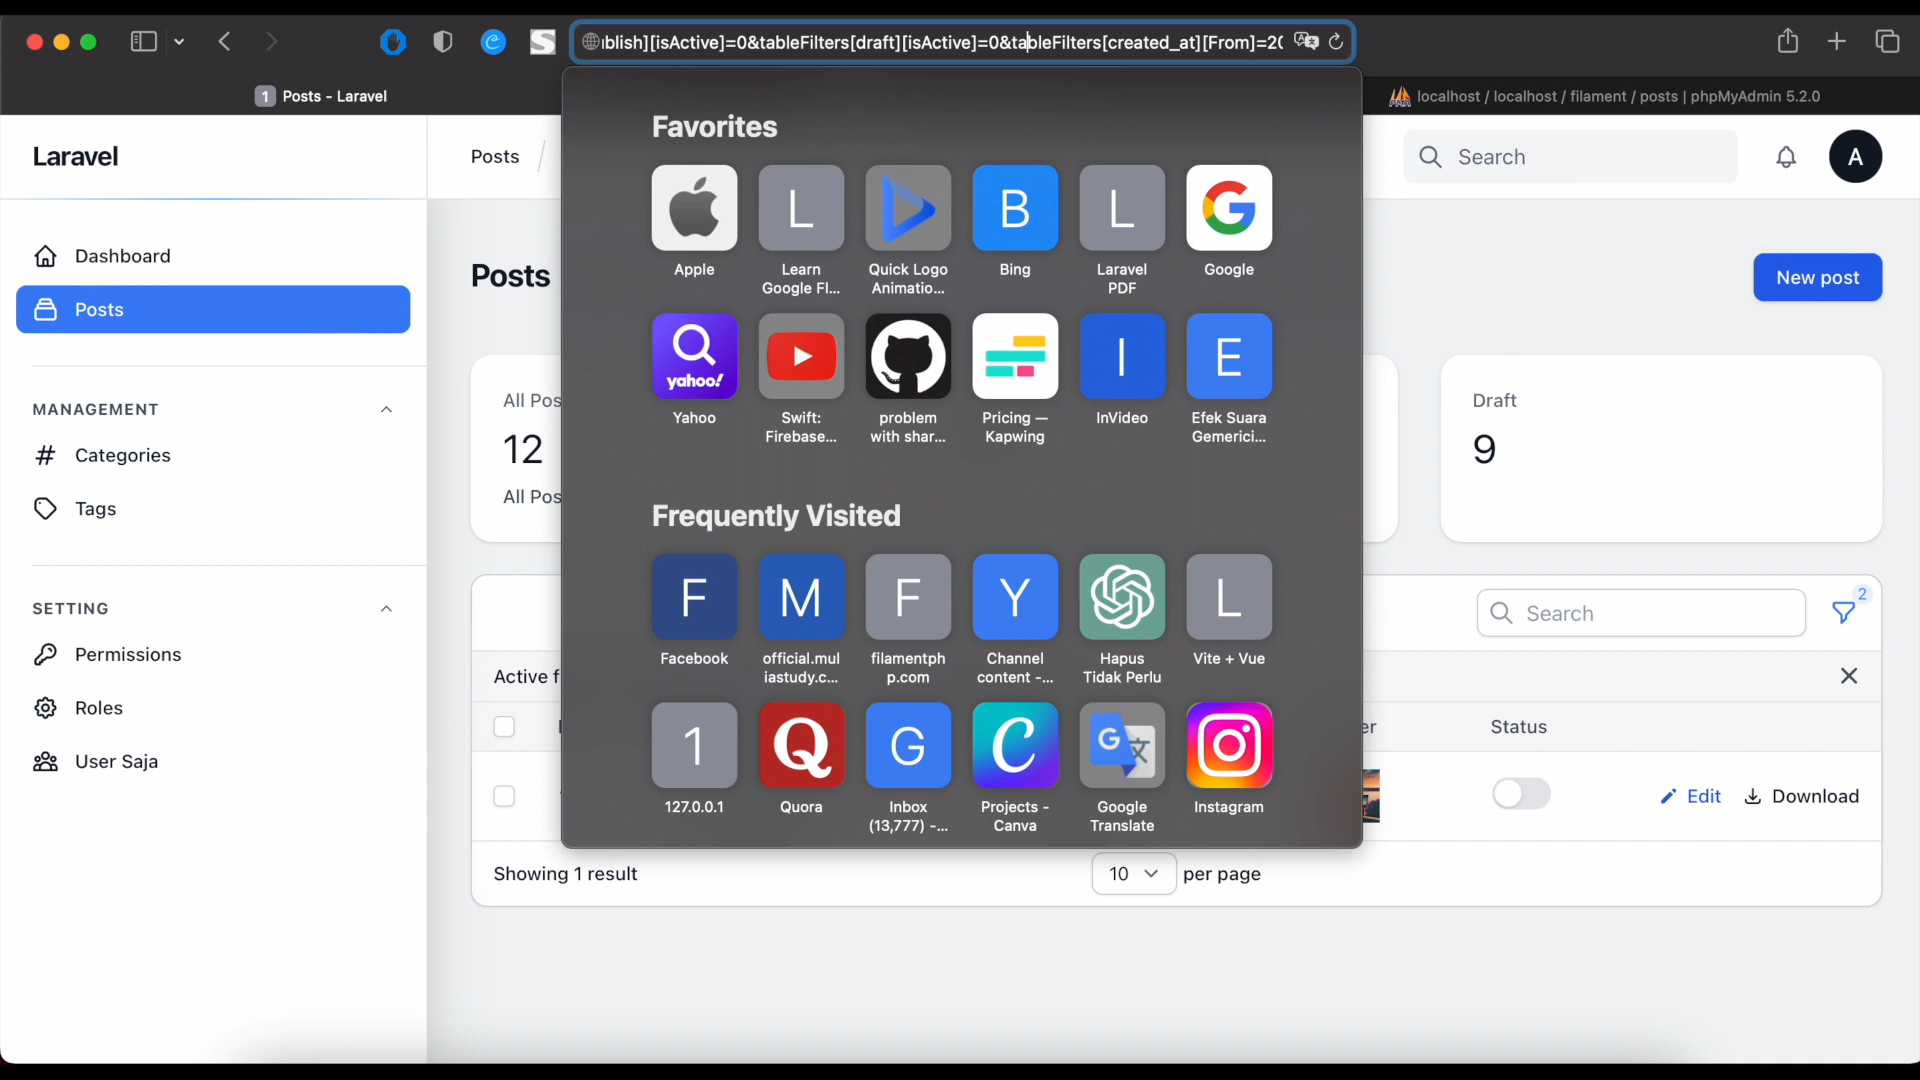 blish][isActive]=0&tableFilters[draft][isActive]=0&tableFilters[created_at][From]=20
1 Posts - Laravel
localhost / localhost / filament / posts | phpMyAdmin 5.2.0
Laravel
Posts
Search
A
Dashboard
Posts
MANAGEMENT
Categories
Tags
SETTING
Permissions
Roles
User Saja
Posts
New post
All Pos
12
All Pos
Draft
9
Favorites
L
B
L
Apple
Learn
Google Fl...
Quick Logo
Animatio...
Bing
Laravel
PDF
Google
yahoo!
I
E
Yahoo
Swift:
Firebase...
problem
with shar...
Pricing —
Kapwing
InVideo
Efek Suara
Gemerici...
Frequently Visited
F
M
F
Y
L
Facebook
official.mul
iastudy.c...
filamentph
p.com
Channel
content -...
Hapus
Tidak Perlu
Vite + Vue
1
Q
G
C
G
127.0.0.1
Quora
Inbox
(13,777) -...
Projects -
Canva
Google
Translate
Instagram
Search
2
Active f
er
Status
Edit
Download
Showing 1 result
10
per page